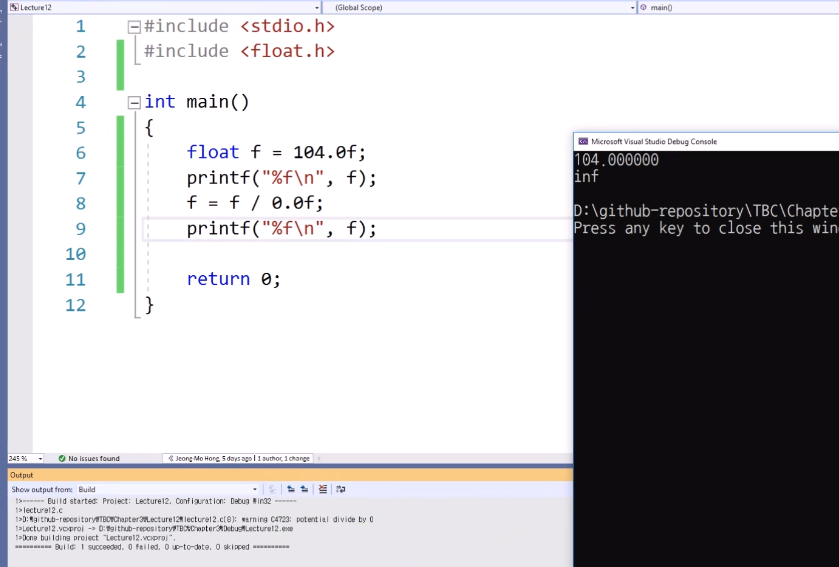 Lecture12 (Global Scope) main()
1 #include <stdio.h>
2 #include <float.h>
3
4 int main()
5 {
6 float f = 104.0f;
7 printf("%f\n", f);
8 f = f / 0.0f;
9 printf("%f\n", f);
10
11 return 0;
12 }
Microsoft Visual Studio Debug Console
104.000000
inf
D:\github-repository\TBC\Chapter
Press any key to close this win
245 % No issues found Jeong-Mo Hong, 5 days ago | 1 author, 1 change
Output
Show output from: Build
1>------ Build started: Project: Lecture12, Configuration: Debug Win32 ------
1>lecture12.c
1>D:₩github-repository₩TBC₩Chapter3₩Lecture12₩lecture12.c(8): warning C4723: potential divide by 0
1>Lecture12.vcxproj -> D:₩github-repository₩TBC₩Chapter3₩Debug₩Lecture12.exe
1>Done building project "Lecture12.vcxproj".
========== Build: 1 succeeded, 0 failed, 0 up-to-date, 0 skipped ==========